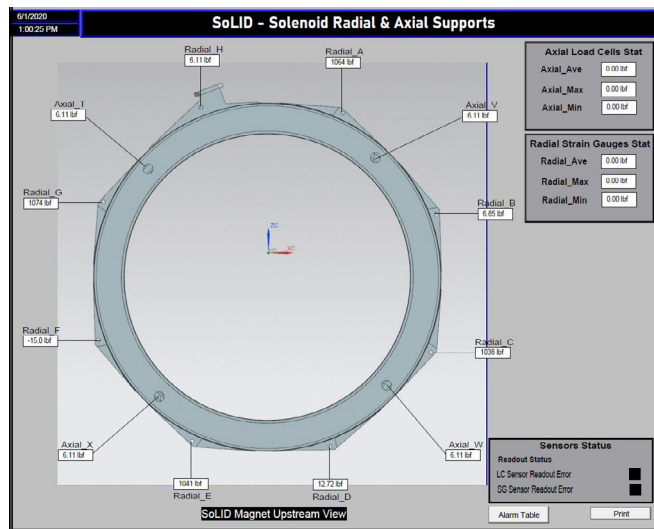 6/1/2020
1:00:25 PM
SoLID - Solenoid Radial & Axial Supports
Radial_H
6.11 lbf
Radial_A
1064 lbf
Axial_T
6.11 lbf
Axial_V
6.11 lbf
Radial_G
1074 lbf
Radial_B
6.85 lbf
ZC
YC
XC
Radial_F
-15.0 lbf
Radial_C
1038 lbf
Axial_X
6.11 lbf
Axial_W
6.11 lbf
1041 lbf
Radial_E
12.72 lbf
Radial_D
SoLID Magnet Upstream View
Axial Load Cells Stat
Axial_Ave 0.00 lbf
Axial_Max 0.00 lbf
Axial_Min 0.00 lbf
Radial Strain Gauges Stat
Radial_Ave 0.00 lbf
Radial_Max 0.00 lbf
Radial_Min 0.00 lbf
Sensors Status
Readout Status
LC Sensor Readout Error
SG Sensor Readout Error
Alarm Table
Print